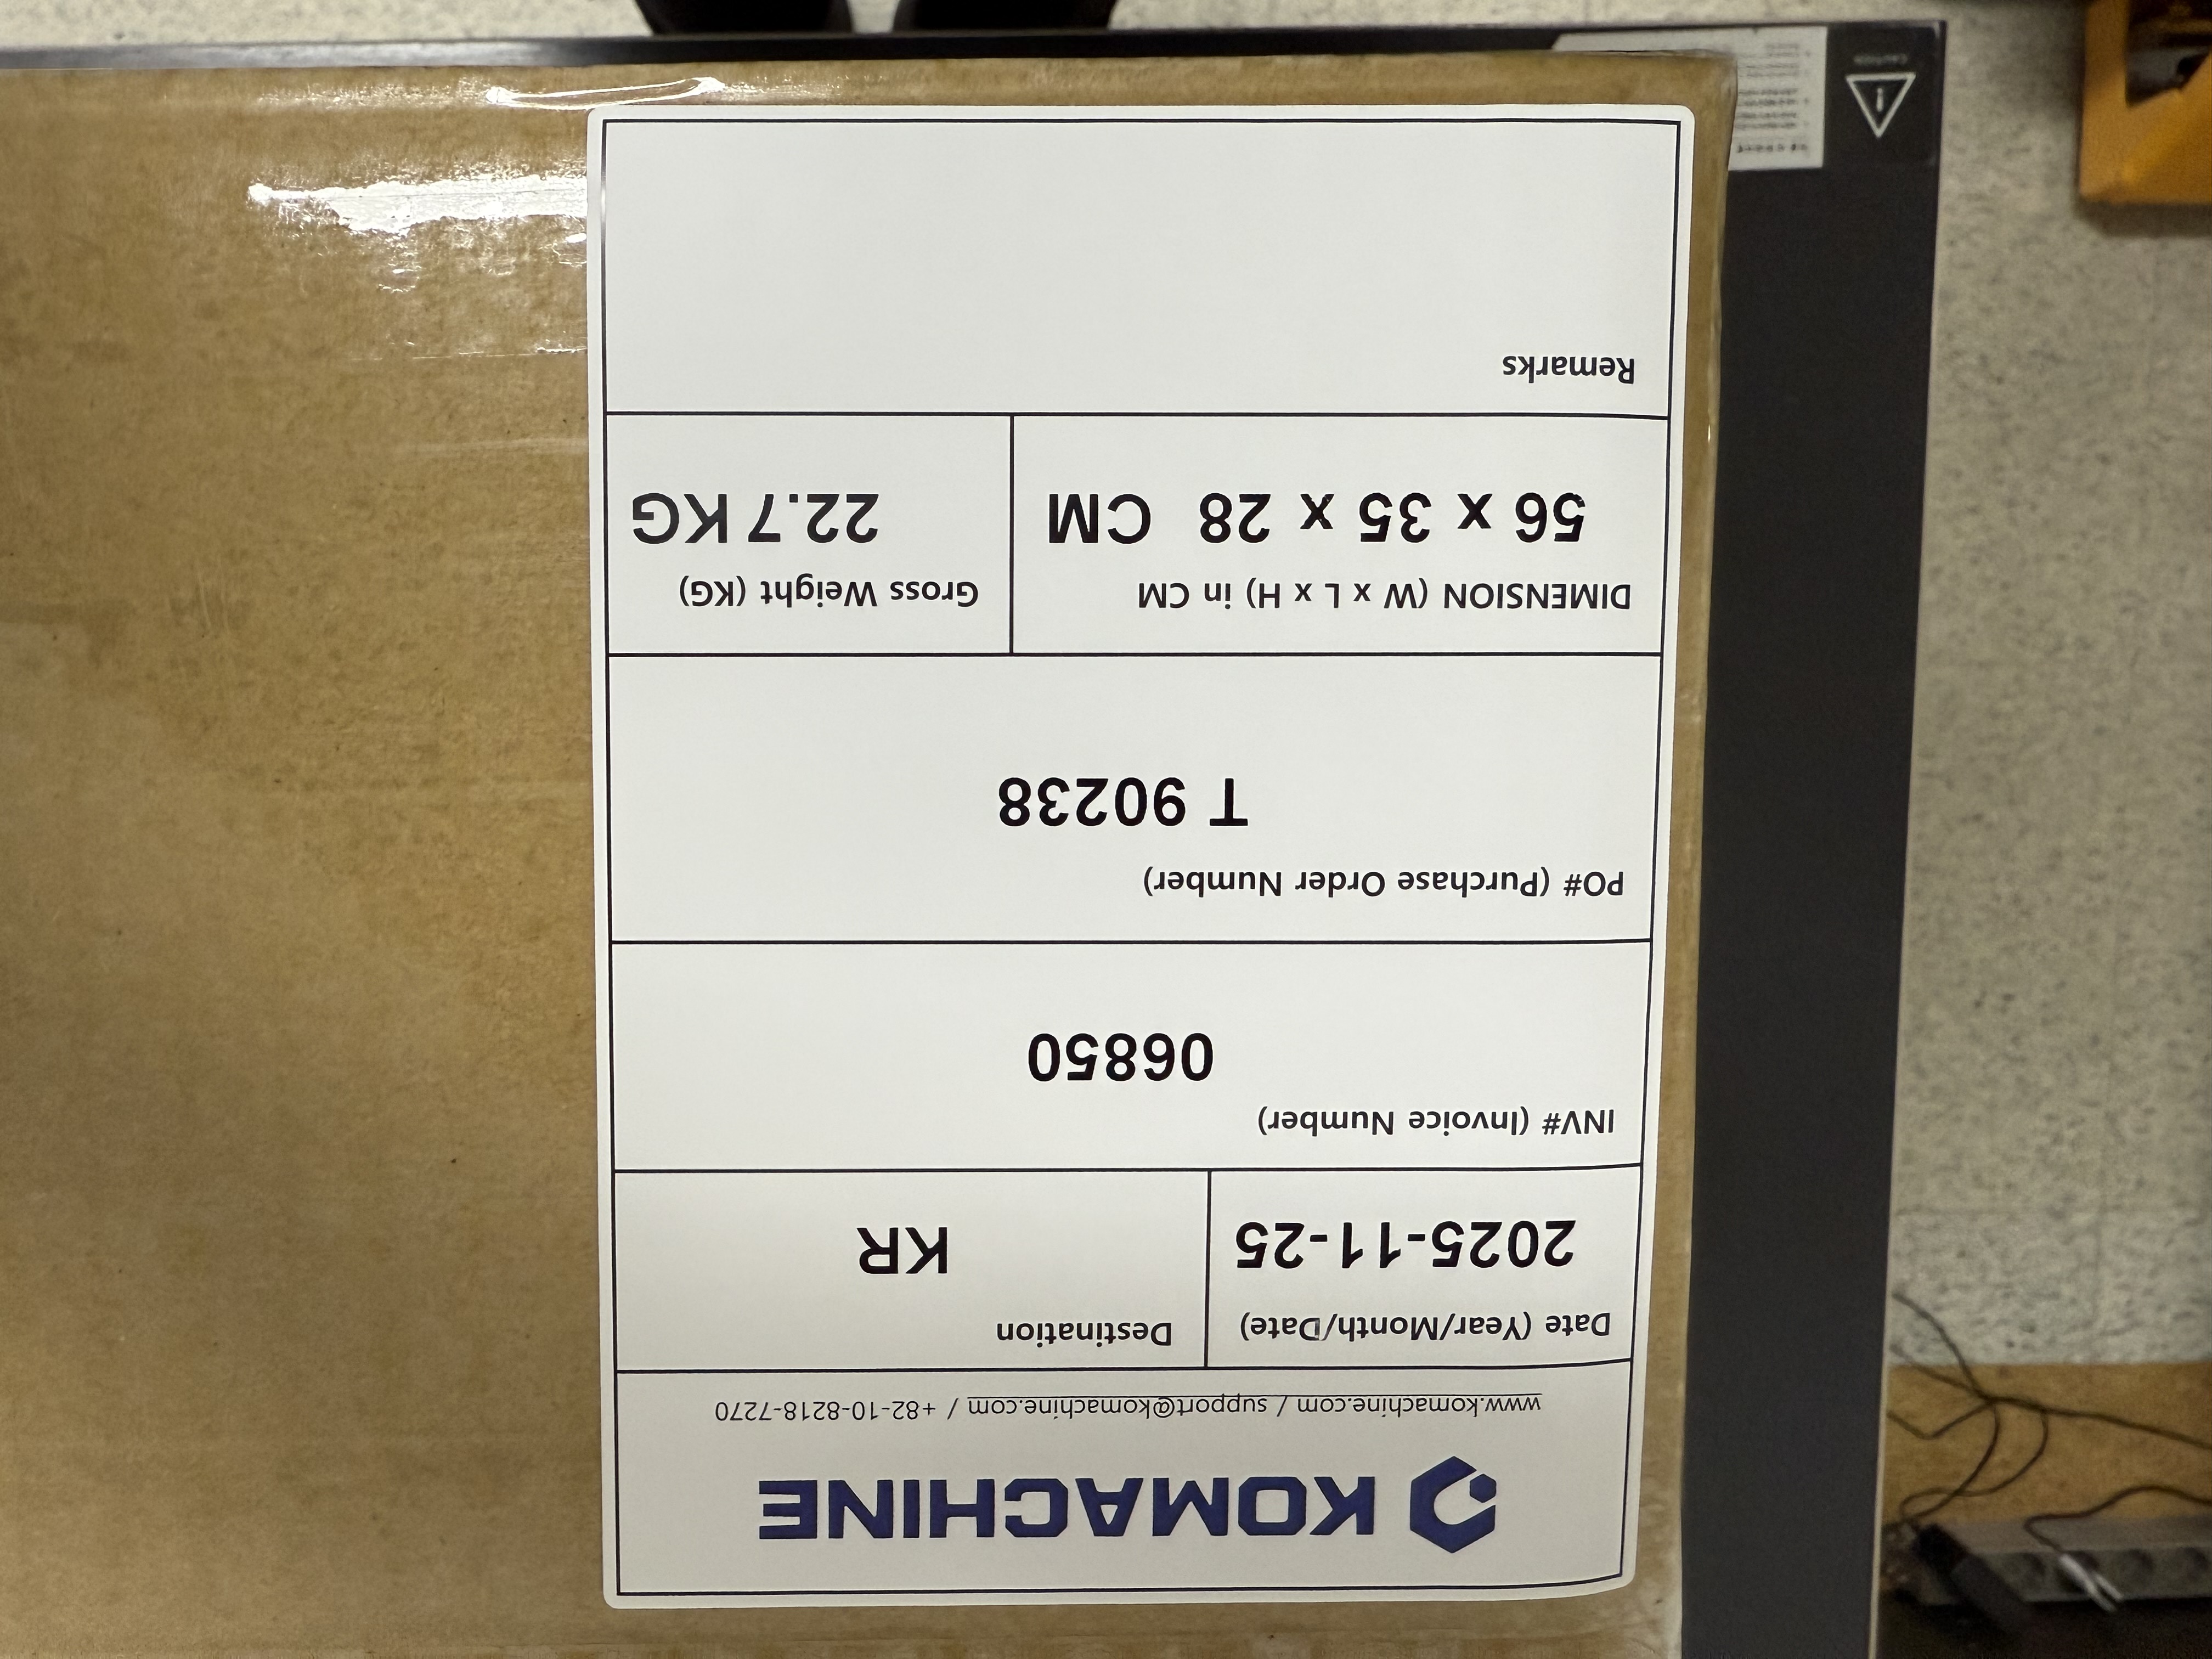 KOMACHINE
www.komachine.com / support@komachine.com / +82-10-8218-7270
Date (Year/Month/Date)
2025-11-25
Destination
KR
INV# (Invoice Number)
06850
PO# (Purchase Order Number)
T 90238
DIMENSION (W x L x H) in CM
56 x 35 x 28 CM
Gross Weight (KG)
22.7 KG
Remarks
CAUTION